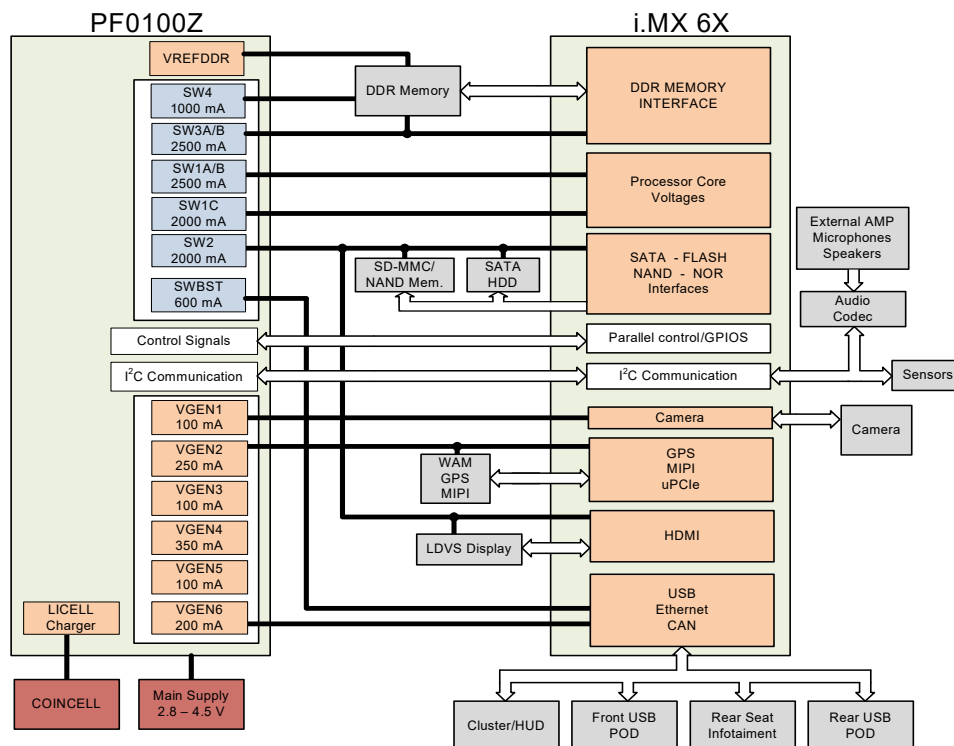 PF0100Z
i.MX 6X
VREFDDR
SW4
1000 mA
SW3A/B
2500 mA
SW1A/B
2500 mA
SW1C
2000 mA
SW2
2000 mA
SWBST
600 mA
Control Signals
I²C Communication
VGEN1
100 mA
VGEN2
250 mA
VGEN3
100 mA
VGEN4
350 mA
VGEN5
100 mA
VGEN6
200 mA
LICELL
Charger
COINCELL
Main Supply
2.8 – 4.5 V
DDR Memory
SD-MMC/
NAND Mem.
SATA
HDD
WAM
GPS
MIPI
LDVS Display
DDR MEMORY
INTERFACE
Processor Core
Voltages
SATA - FLASH
NAND - NOR
Interfaces
Parallel control/GPIOS
I²C Communication
Camera
GPS
MIPI
uPCIe
HDMI
USB
Ethernet
CAN
External AMP
Microphones
Speakers
Audio
Codec
Sensors
Camera
Cluster/HUD
Front USB
POD
Rear Seat
Infotaiment
Rear USB
POD